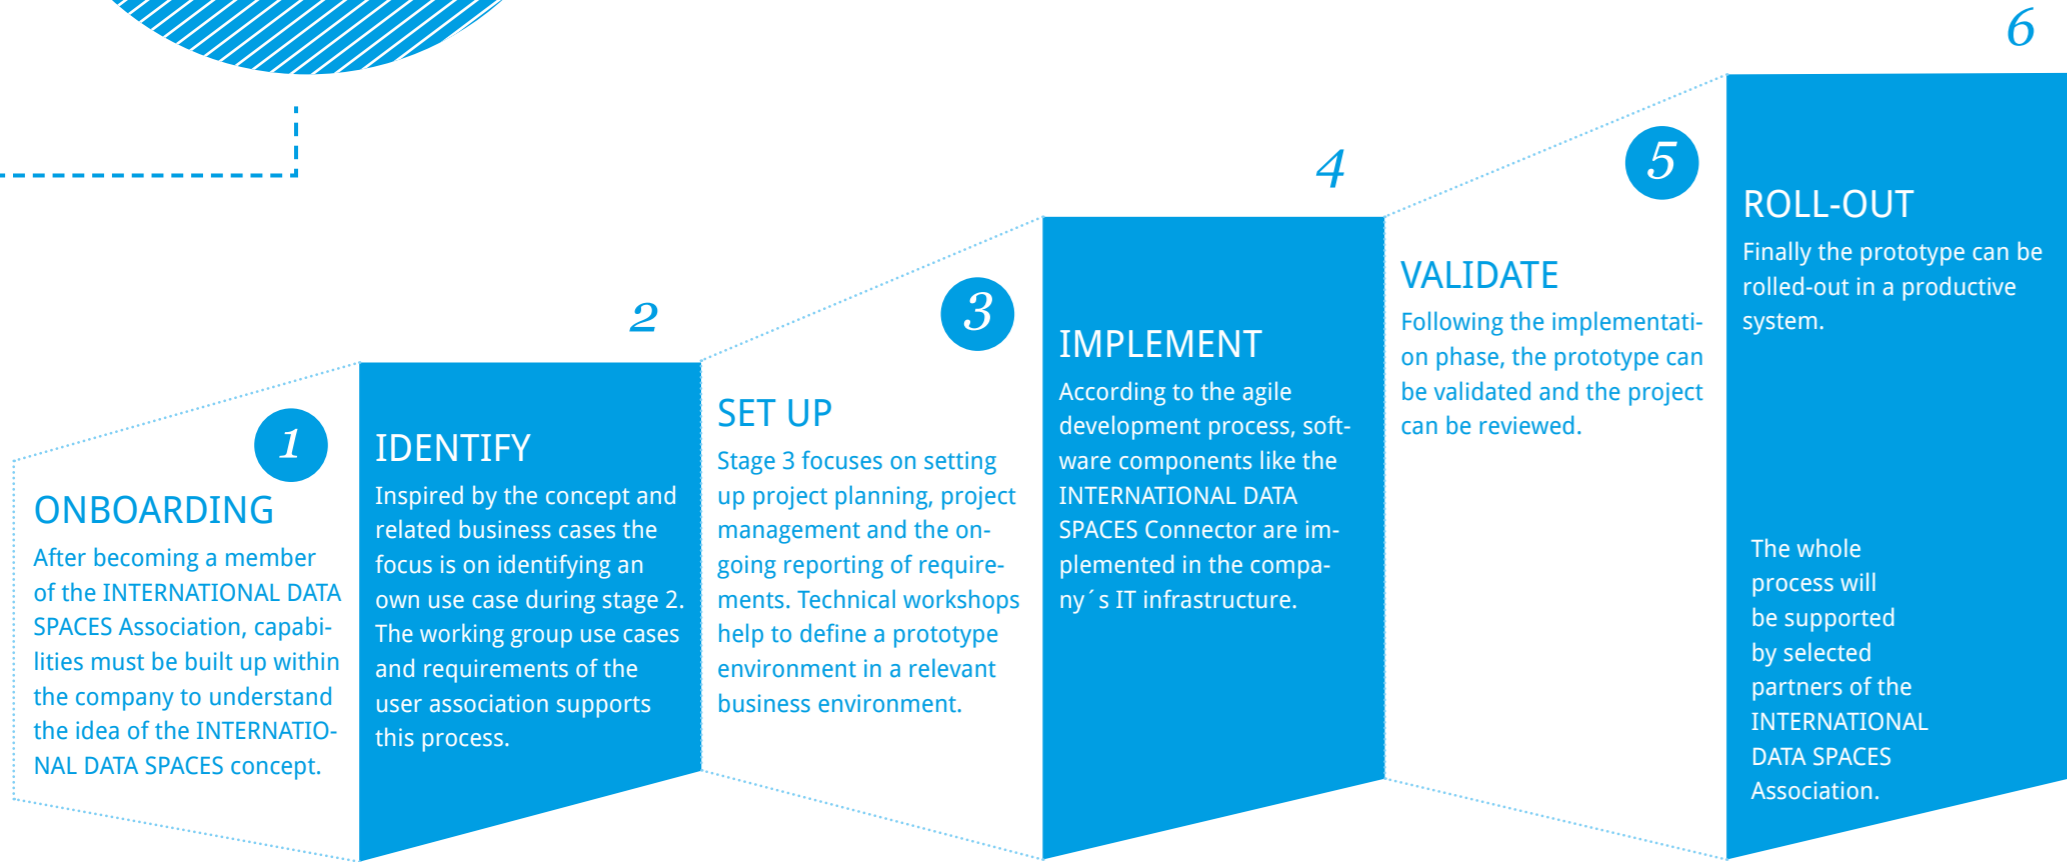 1
ONBOARDING
After becoming a member
of the INTERNATIONAL DATA
SPACES Association, capabi-
lities must be built up within
the company to understand
the idea of the INTERNATIO-
NAL DATA SPACES concept.
2
IDENTIFY
Inspired by the concept and
related business cases the
focus is on identifying an
own use case during stage 2.
The working group use cases
and requirements of the
user association supports
this process.
3
SET UP
Stage 3 focuses on setting
up project planning, project
management and the on-
going reporting of require-
ments. Technical workshops
help to define a prototype
environment in a relevant
business environment.
4
IMPLEMENT
According to the agile
development process, soft-
ware components like the
INTERNATIONAL DATA
SPACES Connector are im-
plemented in the compa-
ny´s IT infrastructure.
5
VALIDATE
Following the implementati-
on phase, the prototype can
be validated and the project
can be reviewed.
6
ROLL-OUT
Finally the prototype can be
rolled-out in a productive
system.
The whole
process will
be supported
by selected
partners of the
INTERNATIONAL
DATA SPACES
Association.